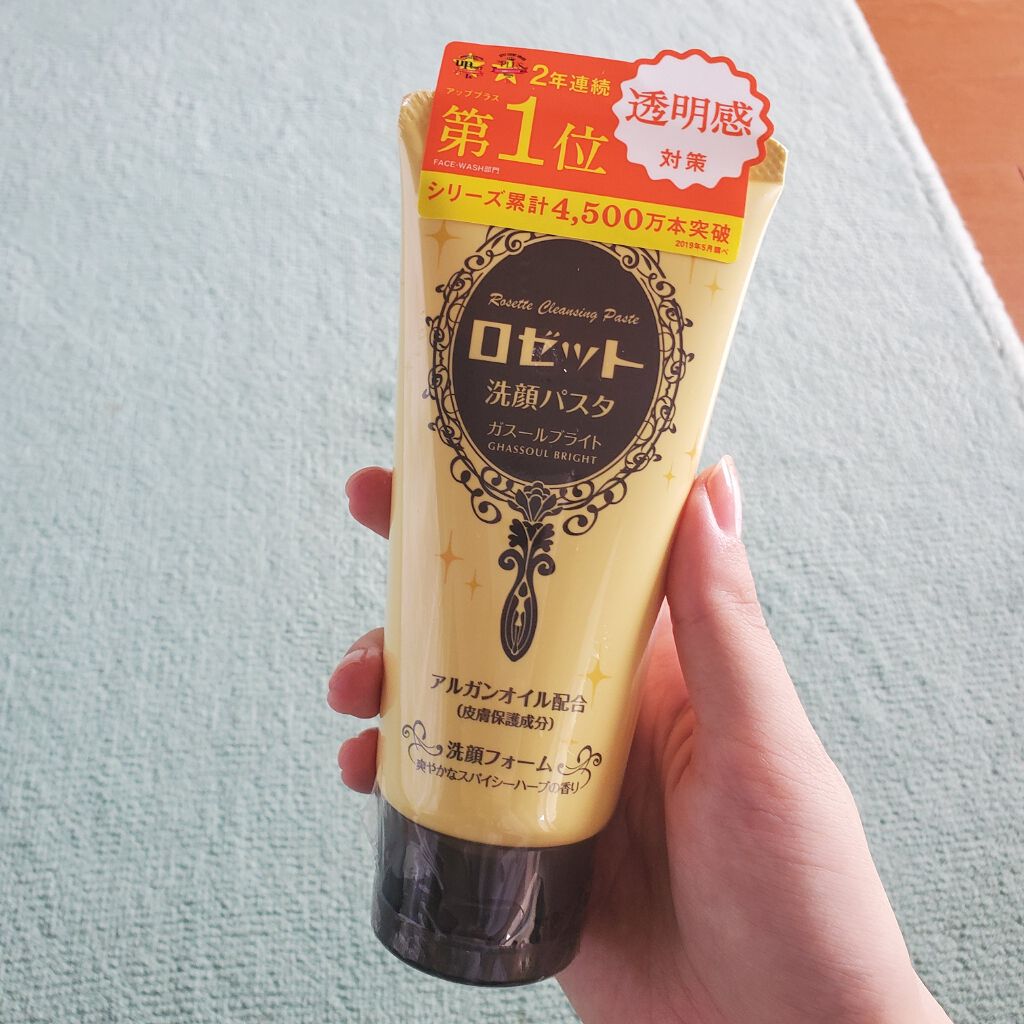 2年連続
アッププラス
第1位
FACE-WASH部門
透明感
対策
シリーズ累計4,500万本突破
2019年5月調べ
Rosette Cleansing Paste
ロゼット
洗顔パスタ
ガスールブライト
GHASSOUL BRIGHT
アルガンオイル配合
(皮膚保護成分)
洗顔フォーム
爽やかなスパイシーハーブの香り